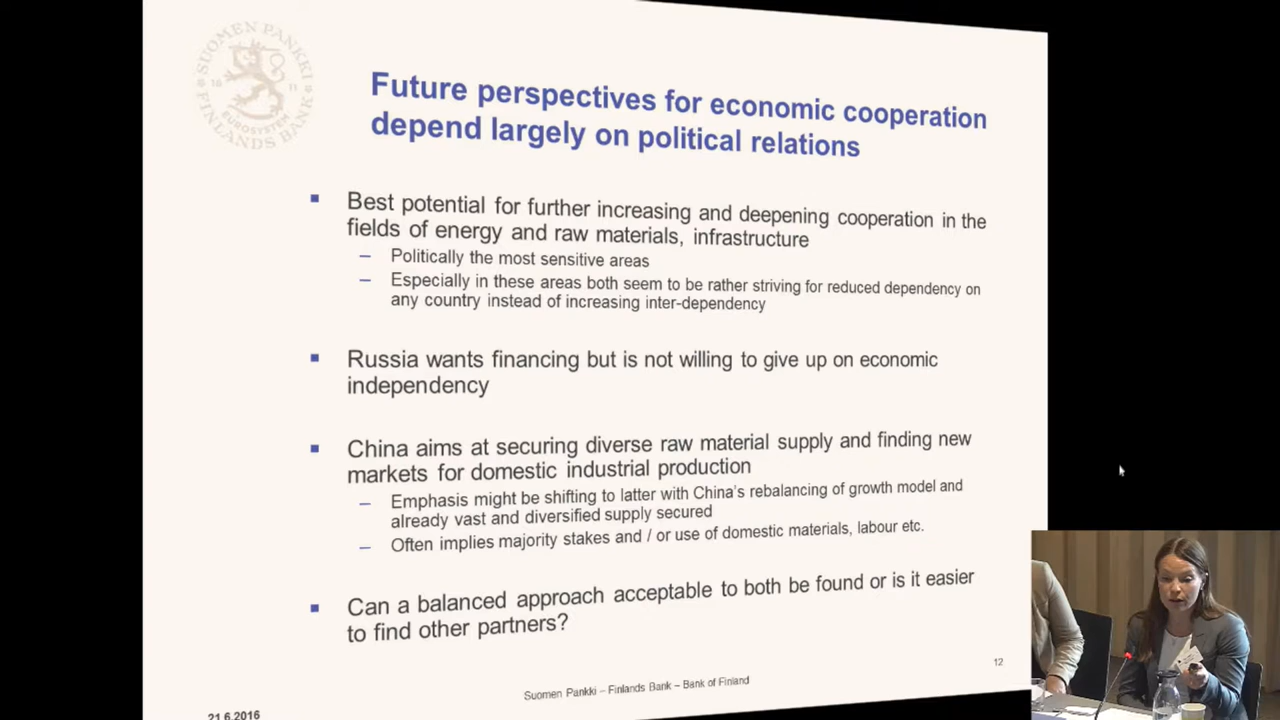 SUOMEN PANKKI
FINLANDS BANK
EUROSYSTEM
18 11
Future perspectives for economic cooperation
depend largely on political relations
Best potential for further increasing and deepening cooperation in the
fields of energy and raw materials, infrastructure
– Politically the most sensitive areas
– Especially in these areas both seem to be rather striving for reduced dependency on
any country instead of increasing inter-dependency
Russia wants financing but is not willing to give up on economic
independency
China aims at securing diverse raw material supply and finding new
markets for domestic industrial production
– Emphasis might be shifting to latter with China's rebalancing of growth model and
already vast and diversified supply secured
– Often implies majority stakes and / or use of domestic materials, labour etc.
Can a balanced approach acceptable to both be found or is it easier
to find other partners?
12
Suomen Pankki – Finlands Bank – Bank of Finland
21.6.2016